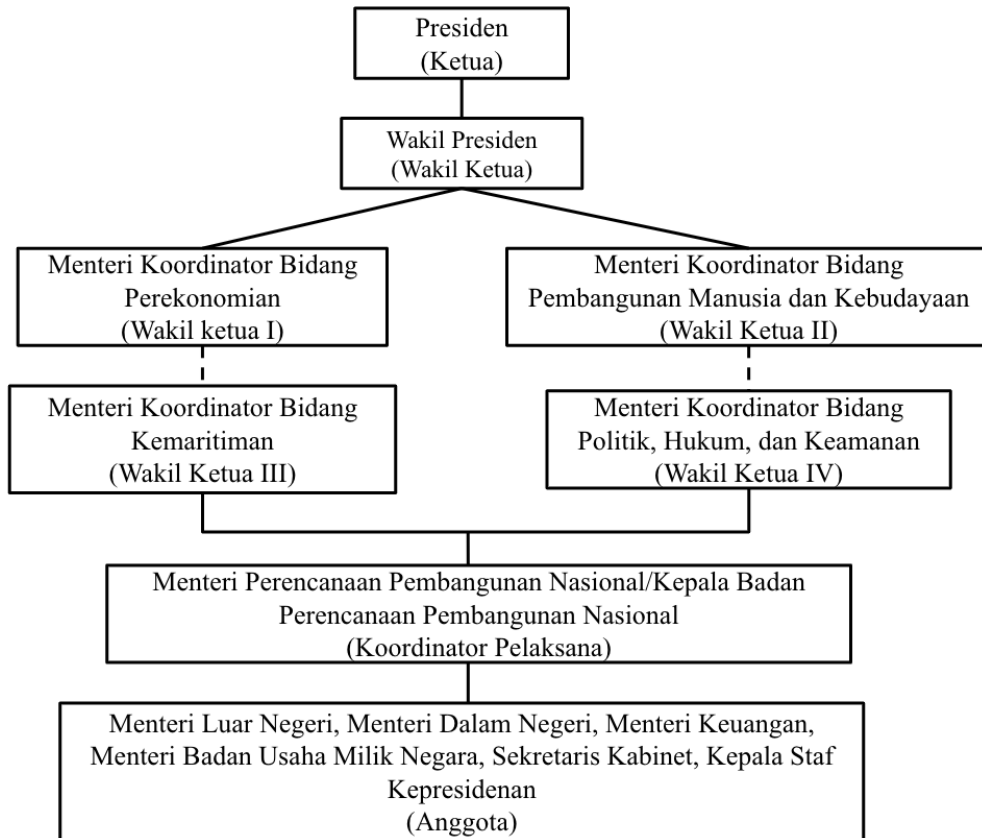 Presiden
(Ketua)
Wakil Presiden
(Wakil Ketua)
Menteri Koordinator Bidang
Perekonomian
(Wakil ketua I)
Menteri Koordinator Bidang
Pembangunan Manusia dan Kebudayaan
(Wakil Ketua II)
Menteri Koordinator Bidang
Kemaritiman
(Wakil Ketua III)
Menteri Koordinator Bidang
Politik, Hukum, dan Keamanan
(Wakil Ketua IV)
Menteri Perencanaan Pembangunan Nasional/Kepala Badan
Perencanaan Pembangunan Nasional
(Koordinator Pelaksana)
Menteri Luar Negeri, Menteri Dalam Negeri, Menteri Keuangan,
Menteri Badan Usaha Milik Negara, Sekretaris Kabinet, Kepala Staf
Kepresidenan
(Anggota)